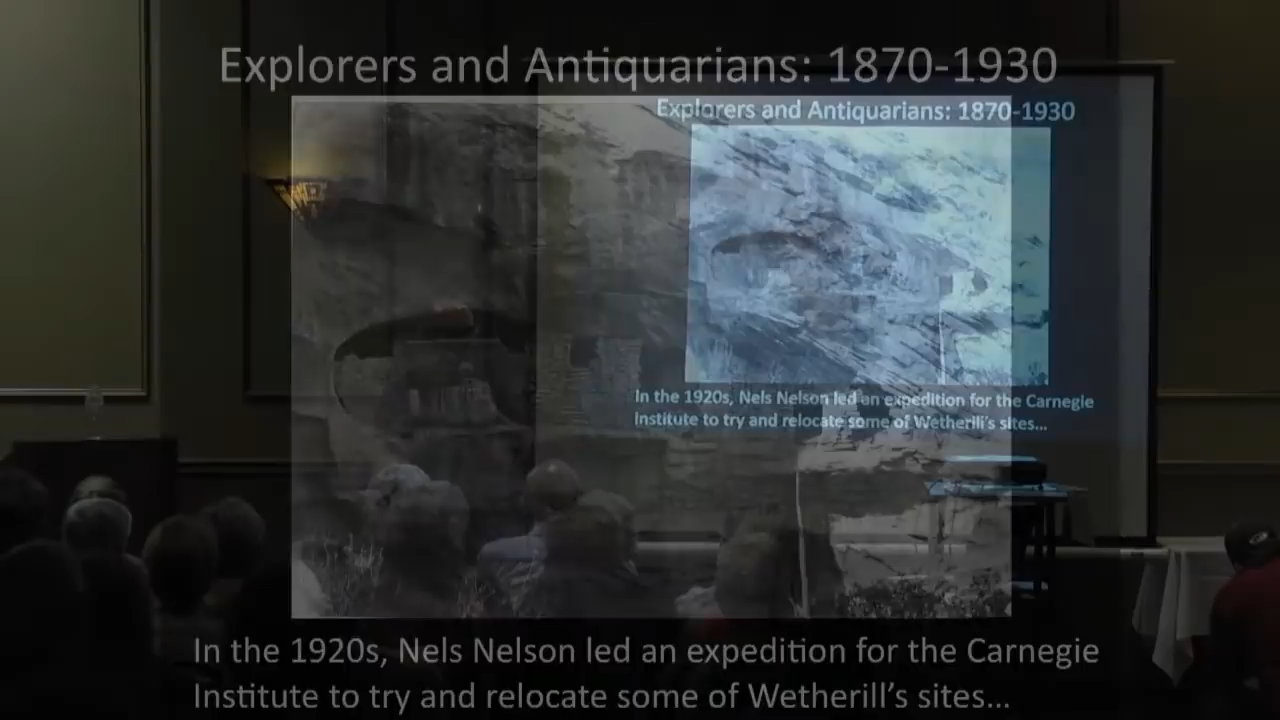 Explorers and Antiquarians: 1870-1930
Explorers and Antiquarians: 1870-1930
In the 1920s, Nels Nelson led an expedition for the Carnegie
Institute to try and relocate some of Wetherill's sites...
In the 1920s, Nels Nelson led an expedition for the Carnegie
Institute to try and relocate some of Wetherill's sites...